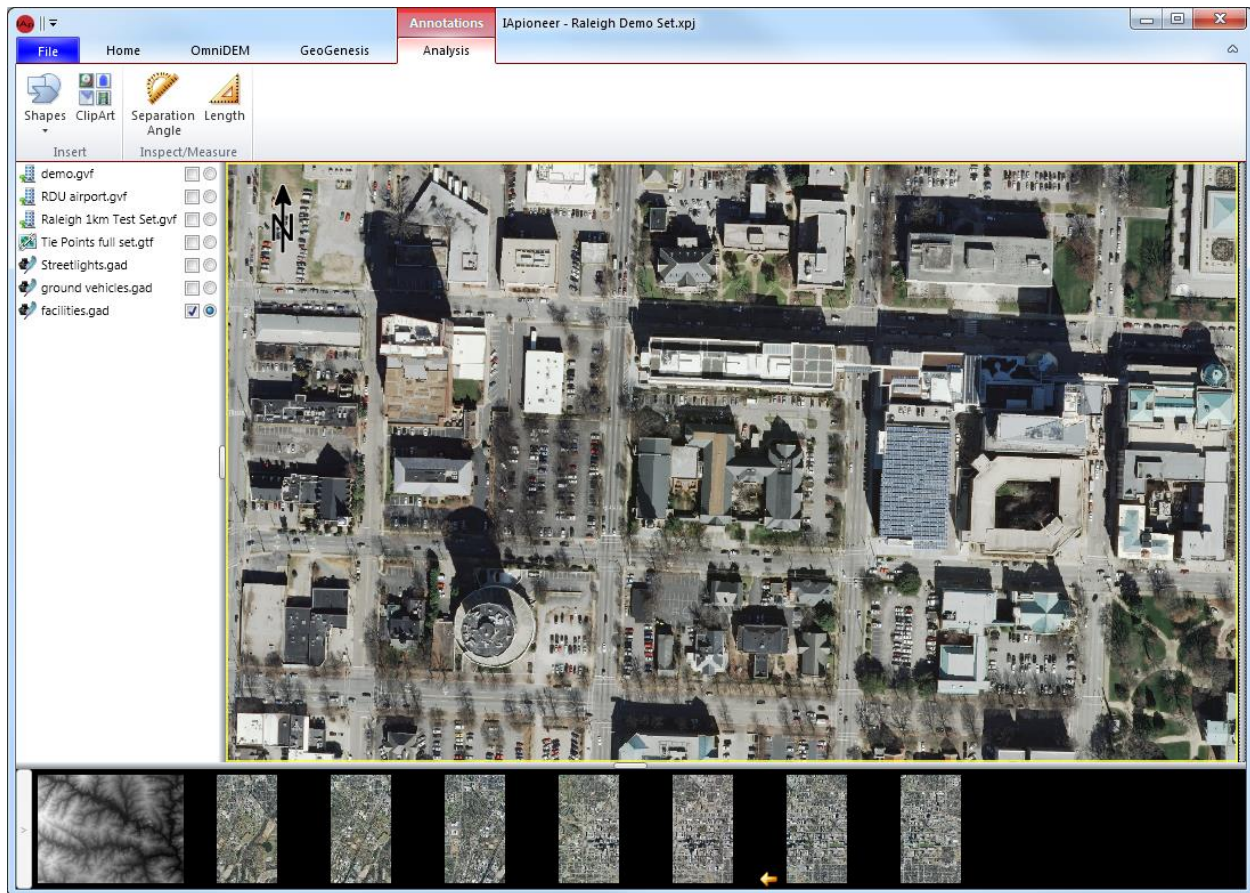 IAp
Annotations
IApioneer - Raleigh Demo Set.xpj
File
Home
OmniDEM
GeoGenesis
Analysis
Shapes
ClipArt
Separation
Angle
Length
Insert
Inspect/Measure
demo.gvf
RDU airport.gvf
Raleigh 1km Test Set.gvf
Tie Points full set.gtf
Streetlights.gad
ground vehicles.gad
facilities.gad
N